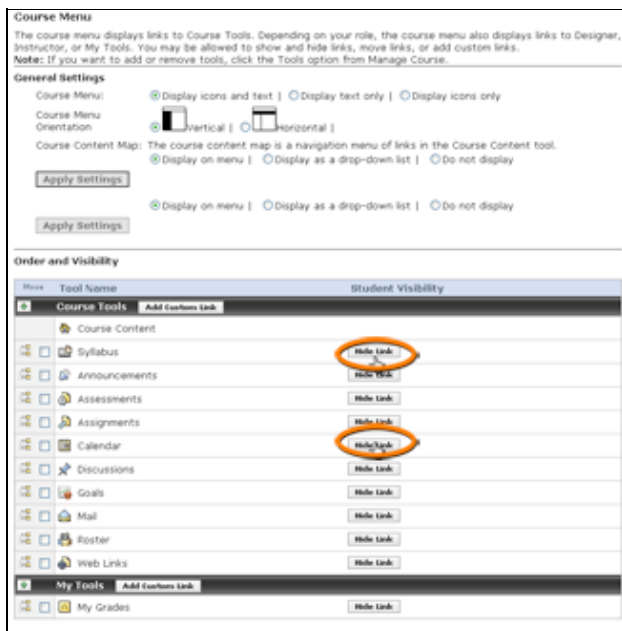 Course Menu
The course menu displays links to Course Tools. Depending on your role, the course menu also displays links to Designer,
Instructor, or My Tools. You may be allowed to show and hide links, move links, or add custom links.
Note: If you want to add or remove tools, click the Tools option from Manage Course.
General Settings
Course Menu: Display icons and text | Display text only | Display icons only
Course Menu
Orientation Vertical | Horizontal |
Course Content Map: The course content map is a navigation menu of links in the Course Content tool.
Display on menu | Display as a drop-down list | Do not display
Apply Settings
Display on menu | Display as a drop-down list | Do not display
Apply Settings
Order and Visibility
Move Tool Name Student Visibility
Course Tools Add Custom Link
Course Content
Syllabus Hide Link
Announcements Hide Link
Assessments Hide Link
Assignments Hide Link
Calendar Hide Link
Discussions Hide Link
Goals Hide Link
Mail Hide Link
Roster Hide Link
Web Links Hide Link
My Tools Add Custom Link
My Grades Hide Link